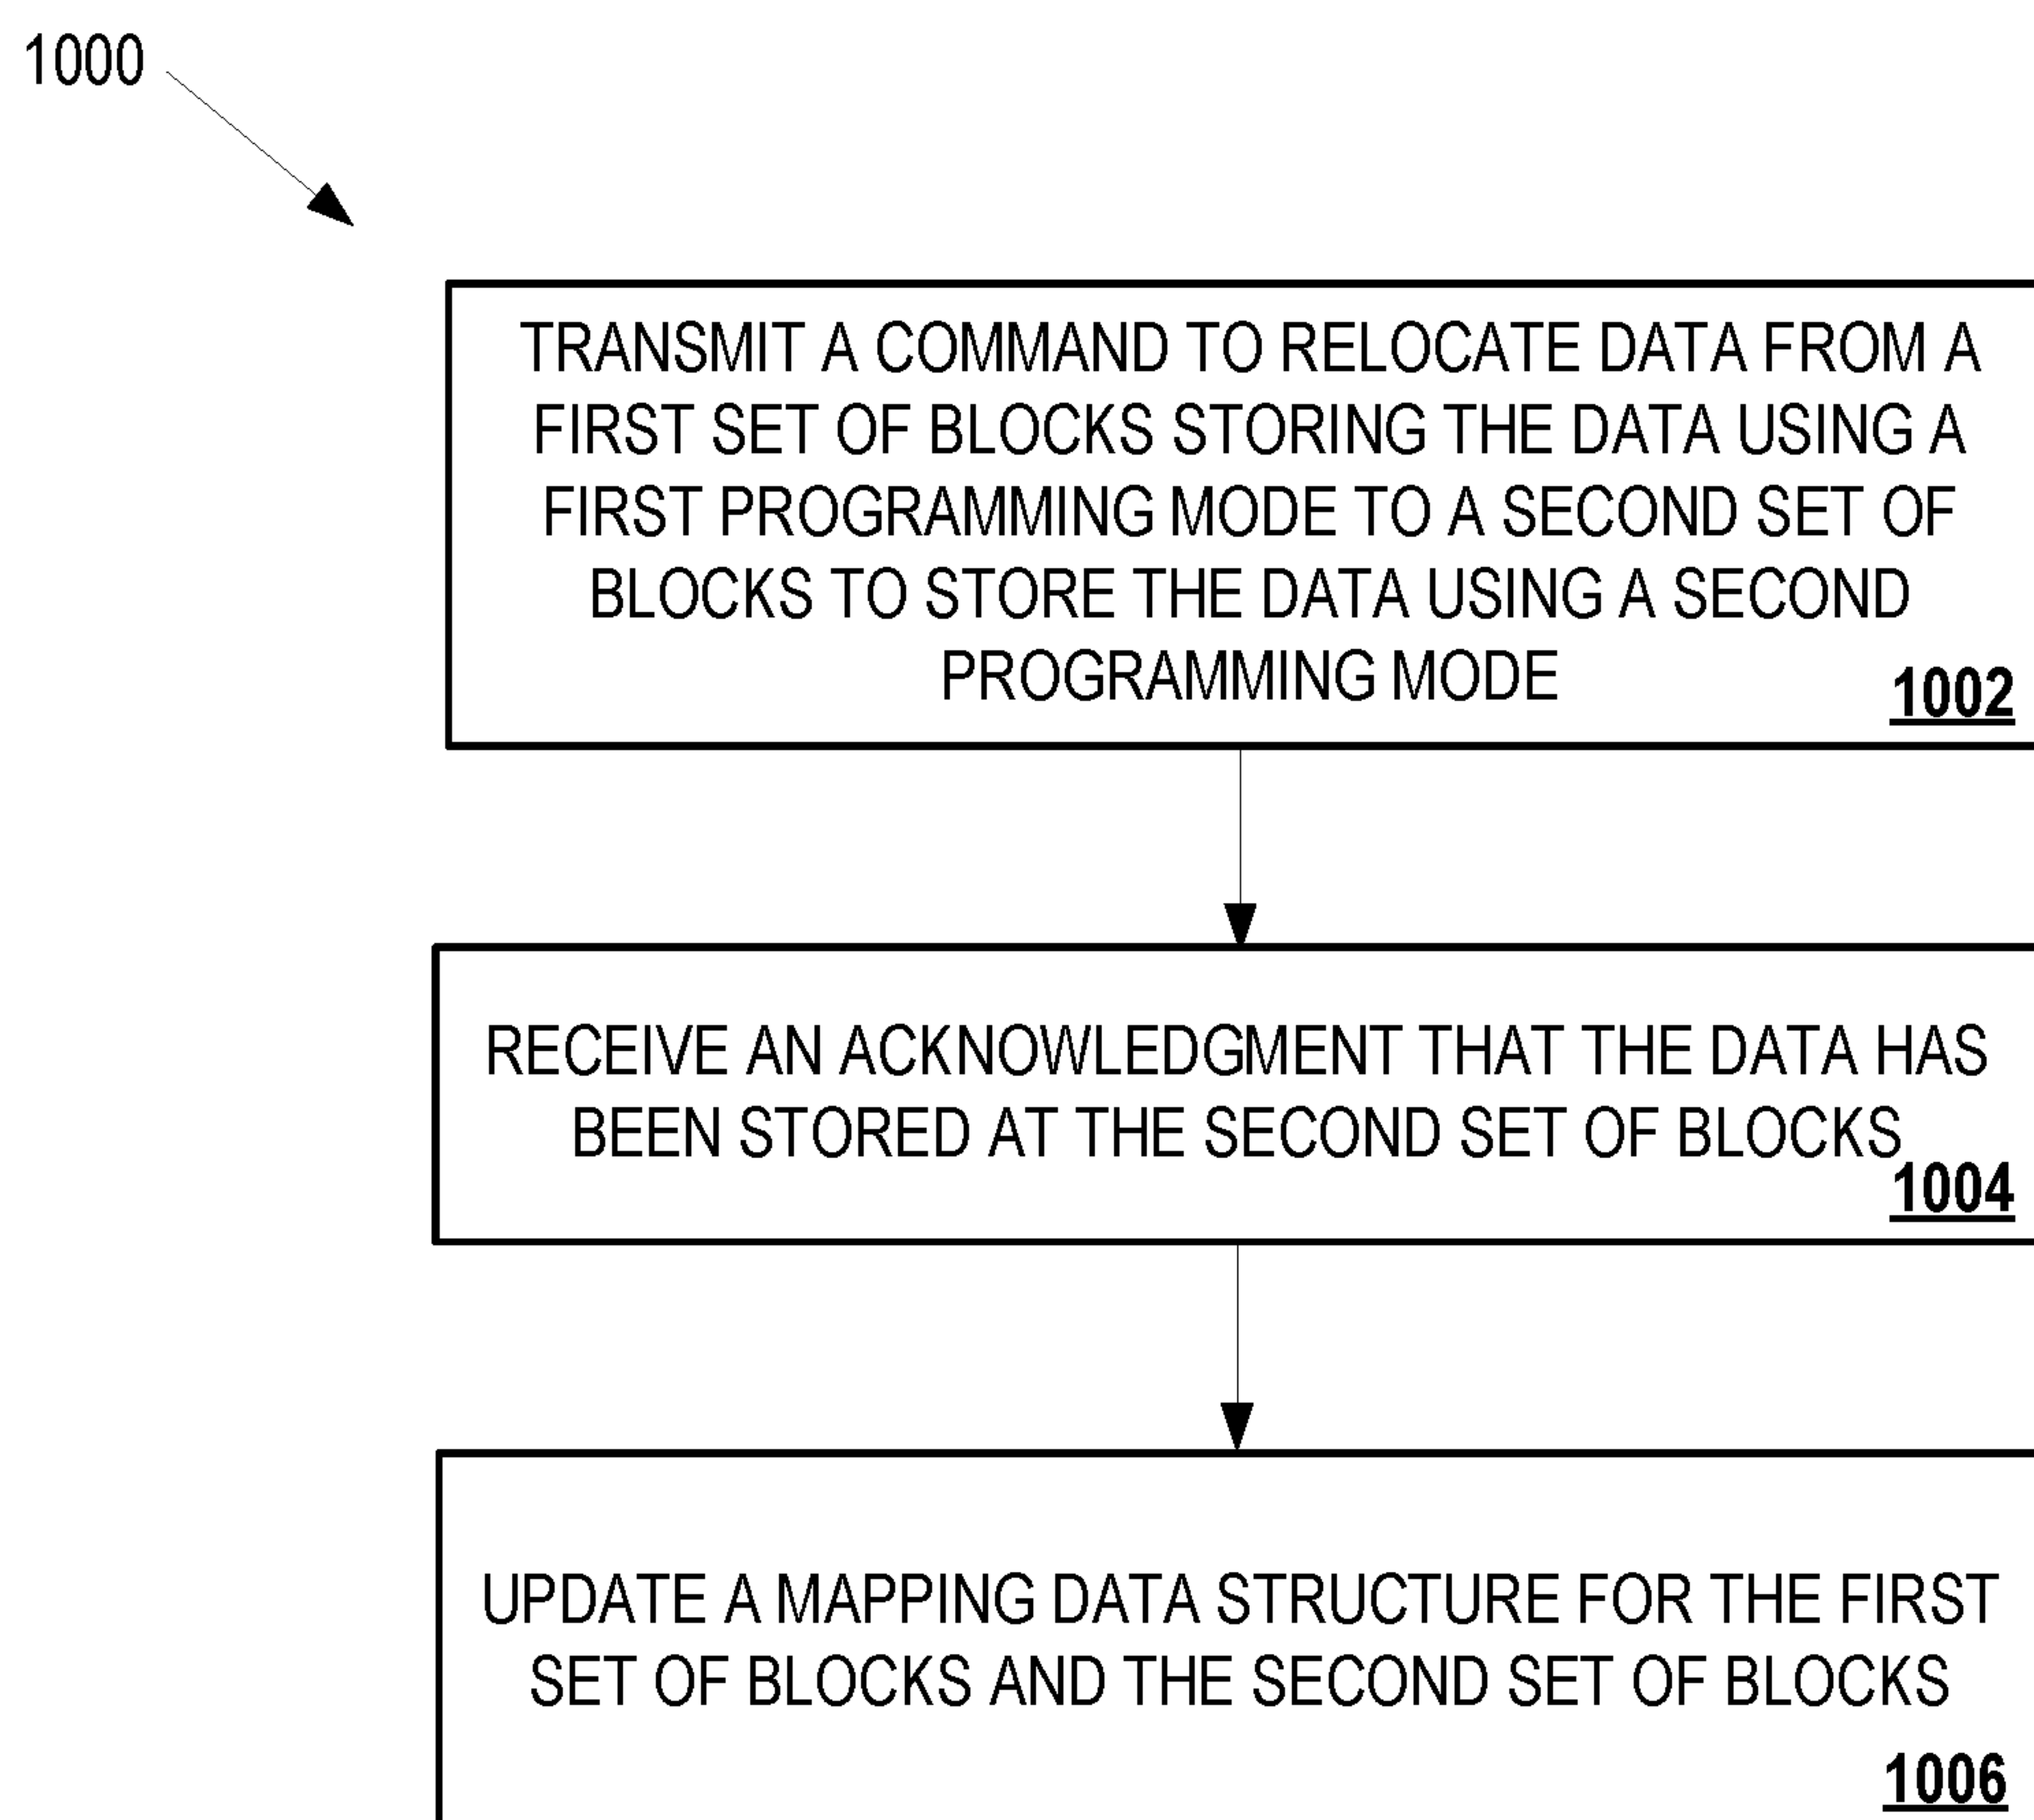 1000
TRANSMIT A COMMAND TO RELOCATE DATA FROM A
FIRST SET OF BLOCKS STORING THE DATA USING A
FIRST PROGRAMMING MODE TO A SECOND SET OF
BLOCKS TO STORE THE DATA USING A SECOND
PROGRAMMING MODE
1002
RECEIVE AN ACKNOWLEDGMENT THAT THE DATA HAS
BEEN STORED AT THE SECOND SET OF BLOCKS
1004
UPDATE A MAPPING DATA STRUCTURE FOR THE FIRST
SET OF BLOCKS AND THE SECOND SET OF BLOCKS
1006